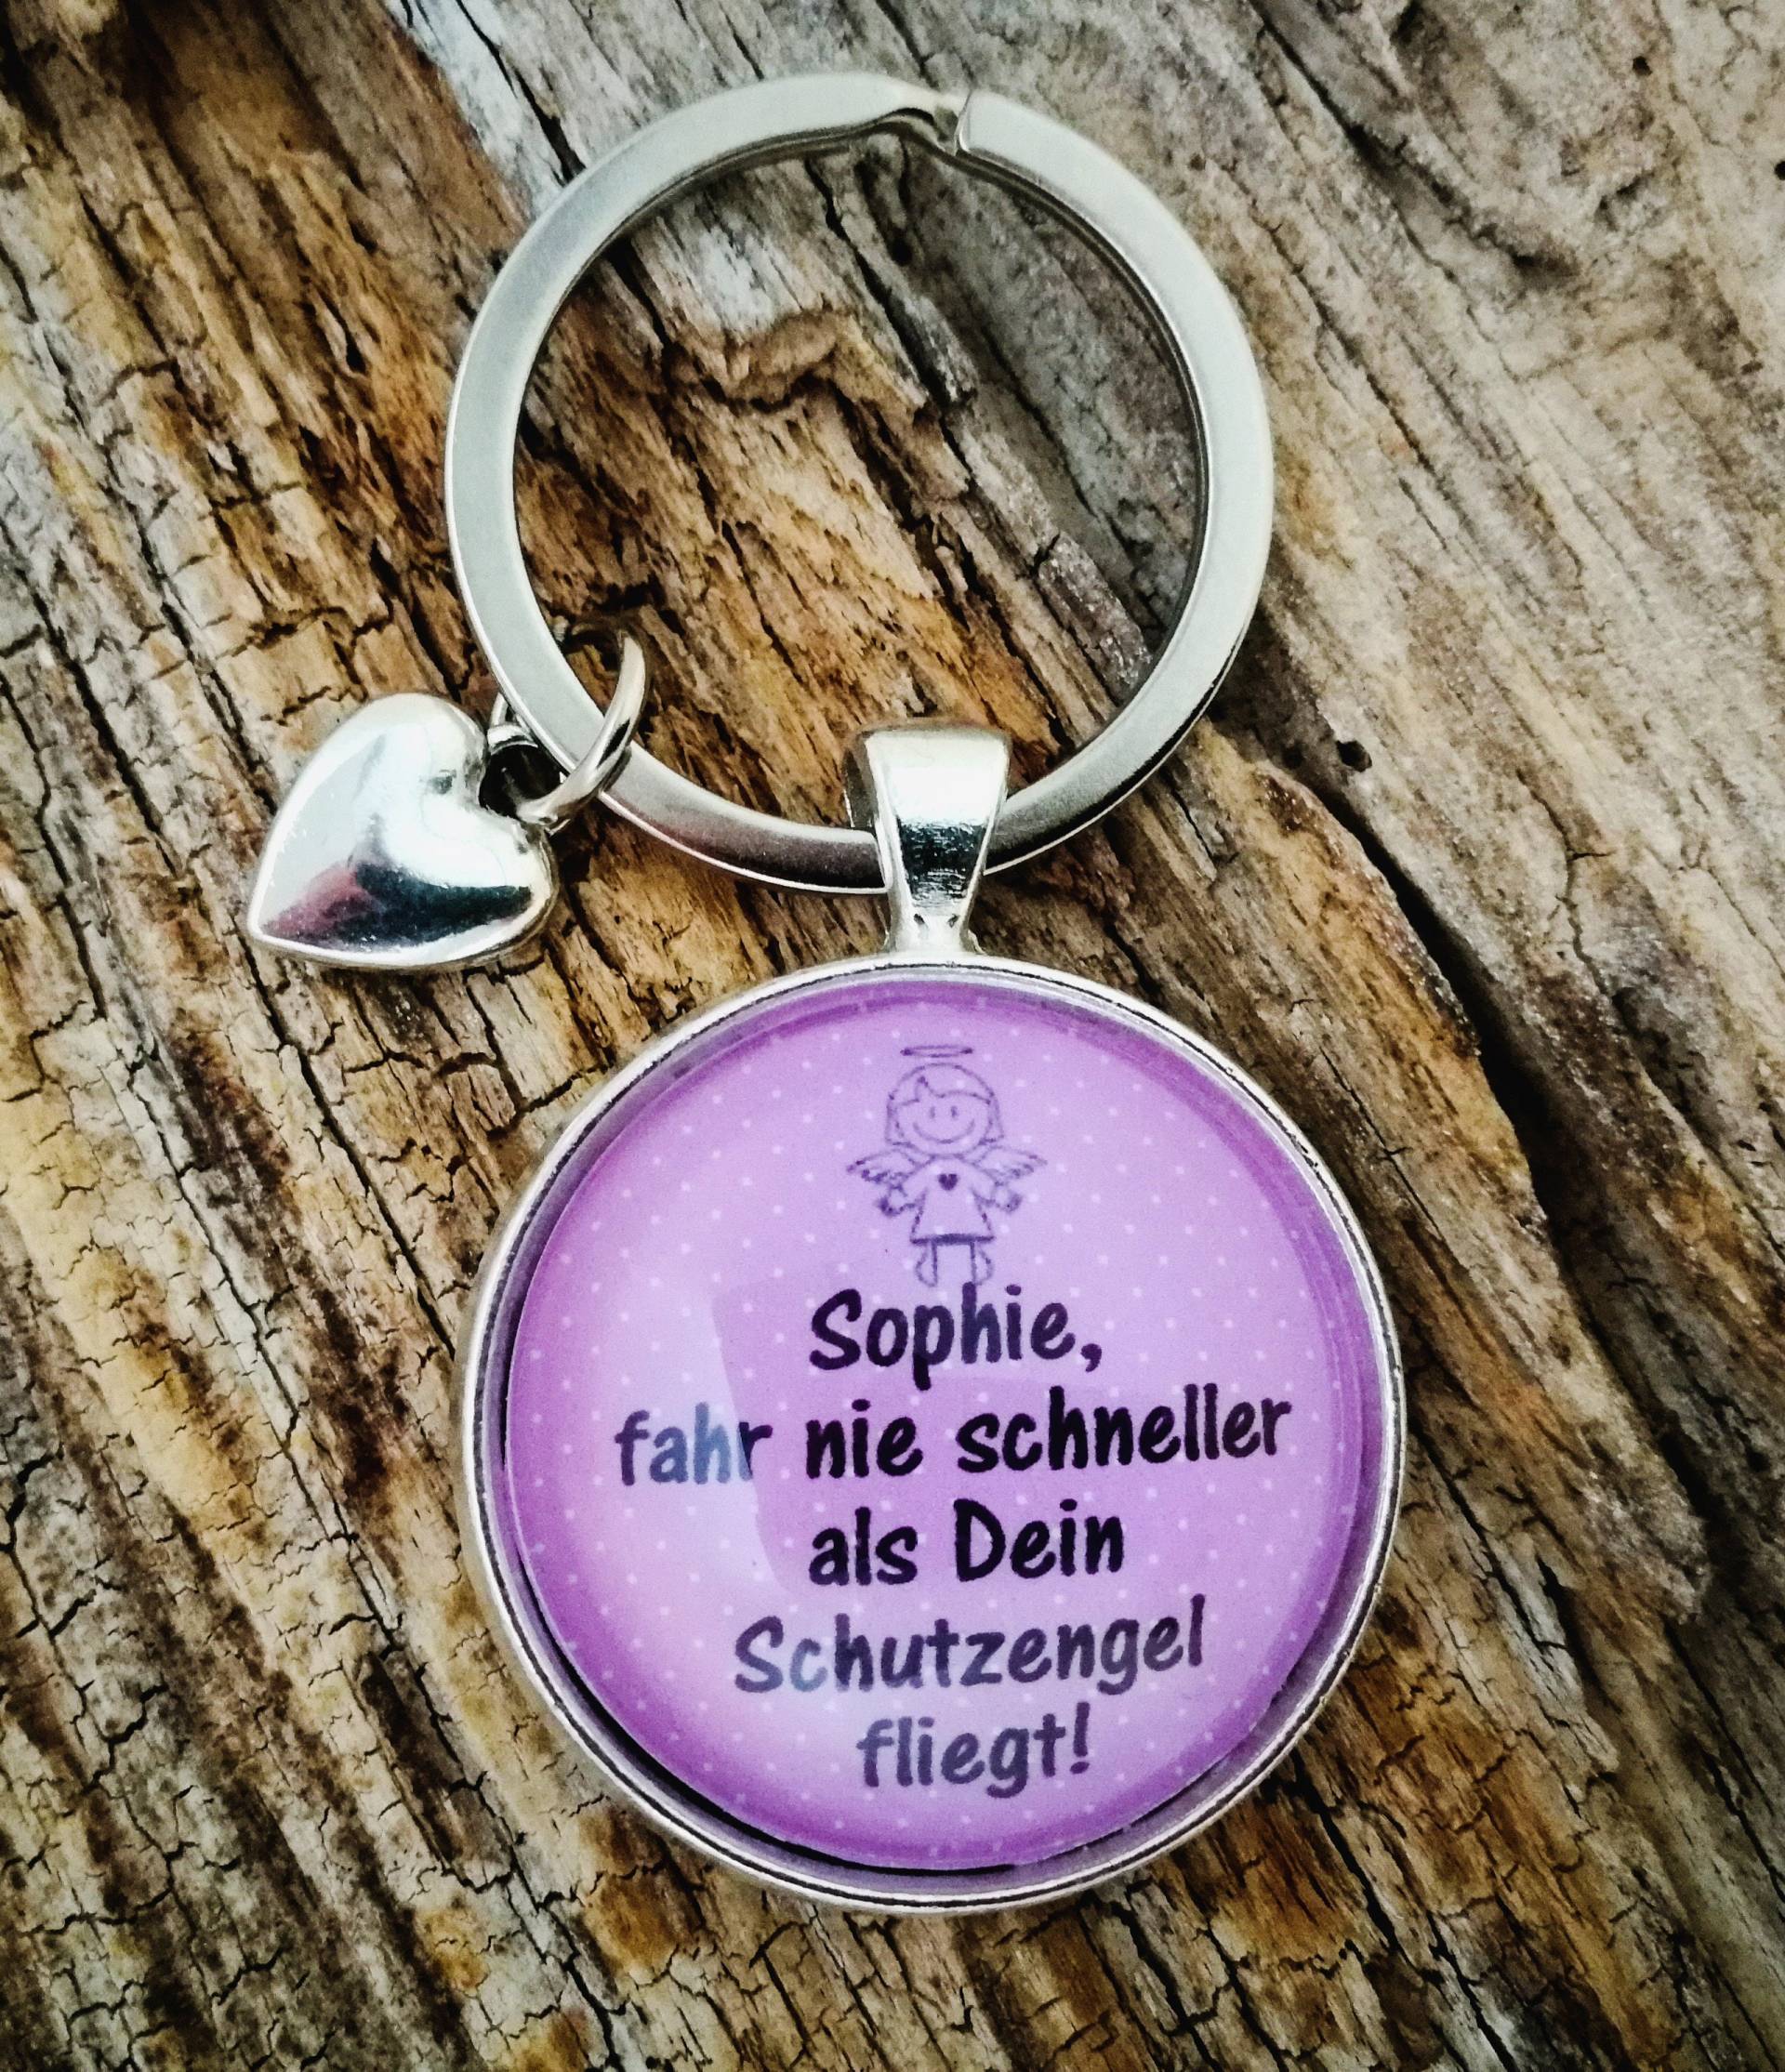 Sophie,
fahr nie schneller
als Dein
Schutzengel
fliegt!